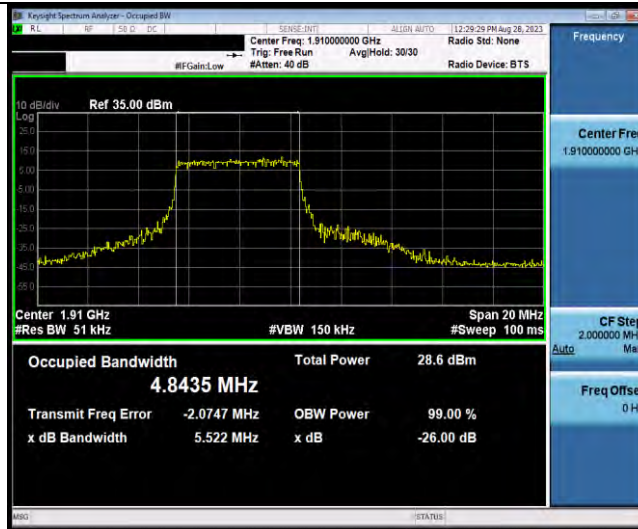 Keysight Spectrum Analyzer - Occupied BW
RL RF 50 Ω DC SENSE:INT ALIGN AUTO 12:29:29 PM Aug 28, 2023
Center Freq: 1.910000000 GHz Radio Std: None
Trig: Free Run Avg|Hold: 30/30
#IFGain:Low #Atten: 40 dB Radio Device: BTS
Frequency
10 dB/div Ref 35.00 dBm
Log
25.0
15.0
5.00
-5.00
-15.0
-25.0
-35.0
-45.0
-55.0
Center Fre
1.910000000 GH
Center 1.91 GHz Span 20 MHz
#Res BW 51 kHz #VBW 150 kHz #Sweep 100 ms
CF Step
2.000000 MH
Auto Ma
Occupied Bandwidth Total Power 28.6 dBm
4.8435 MHz
Transmit Freq Error -2.0747 MHz OBW Power 99.00 %
x dB Bandwidth 5.522 MHz x dB -26.00 dB
Freq Offse
0 H
MSG STATUS